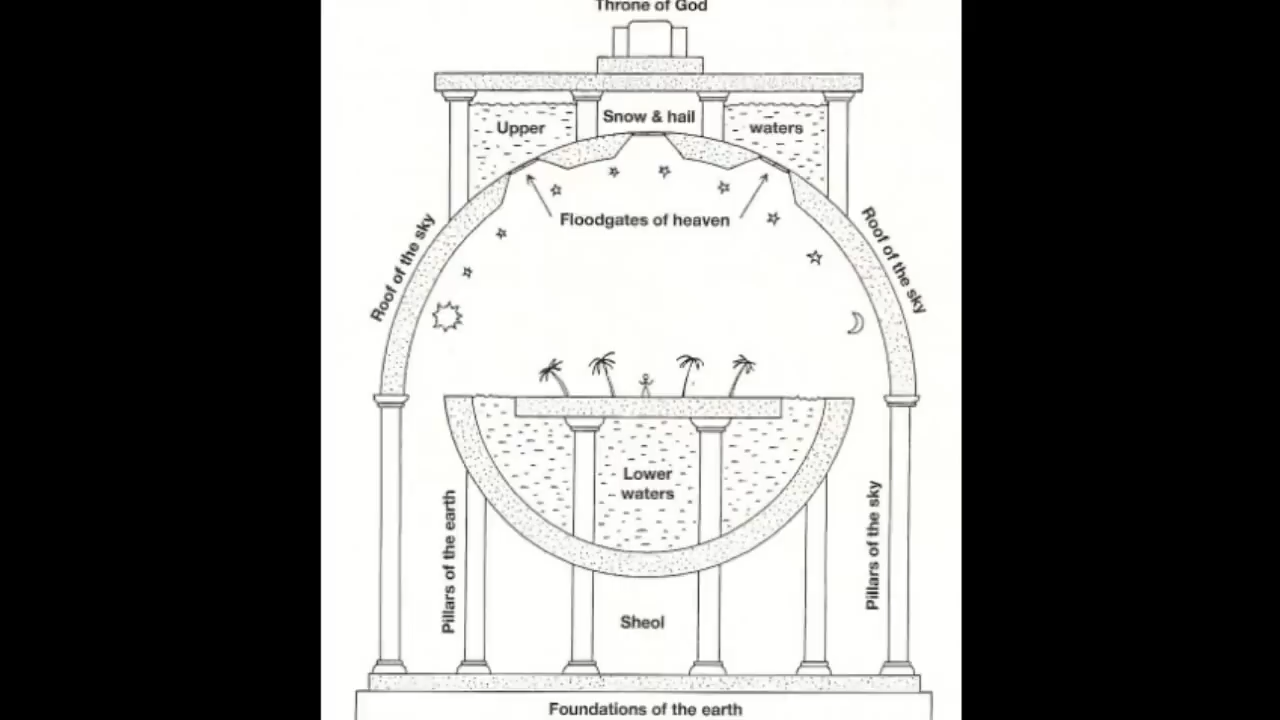 Throne of God
Snow & hail
Upper
waters
Floodgates of heaven
Roof of the sky
Roof of the sky
Lower
waters
Pillars of the earth
Pillars of the sky
Sheol
Foundations of the earth